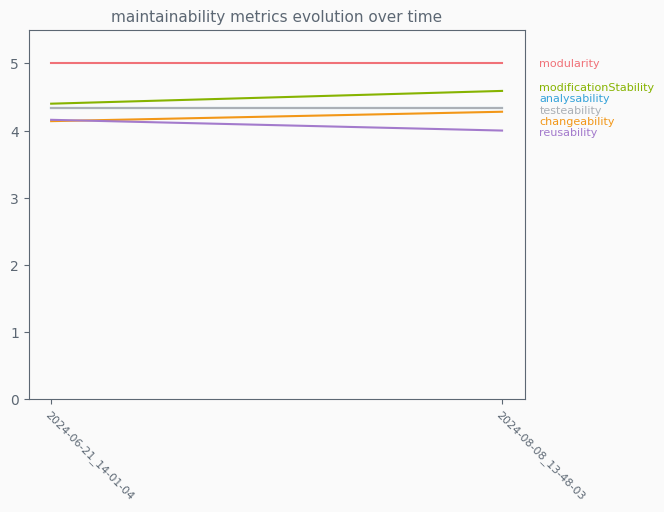 maintainability metrics evolution over time
5
4
3
2
1
0
modularity
modificationStability
analysability
testeability
changeability
reusability
2024-06-21_14-01-04
2024-08-08_13-48-03